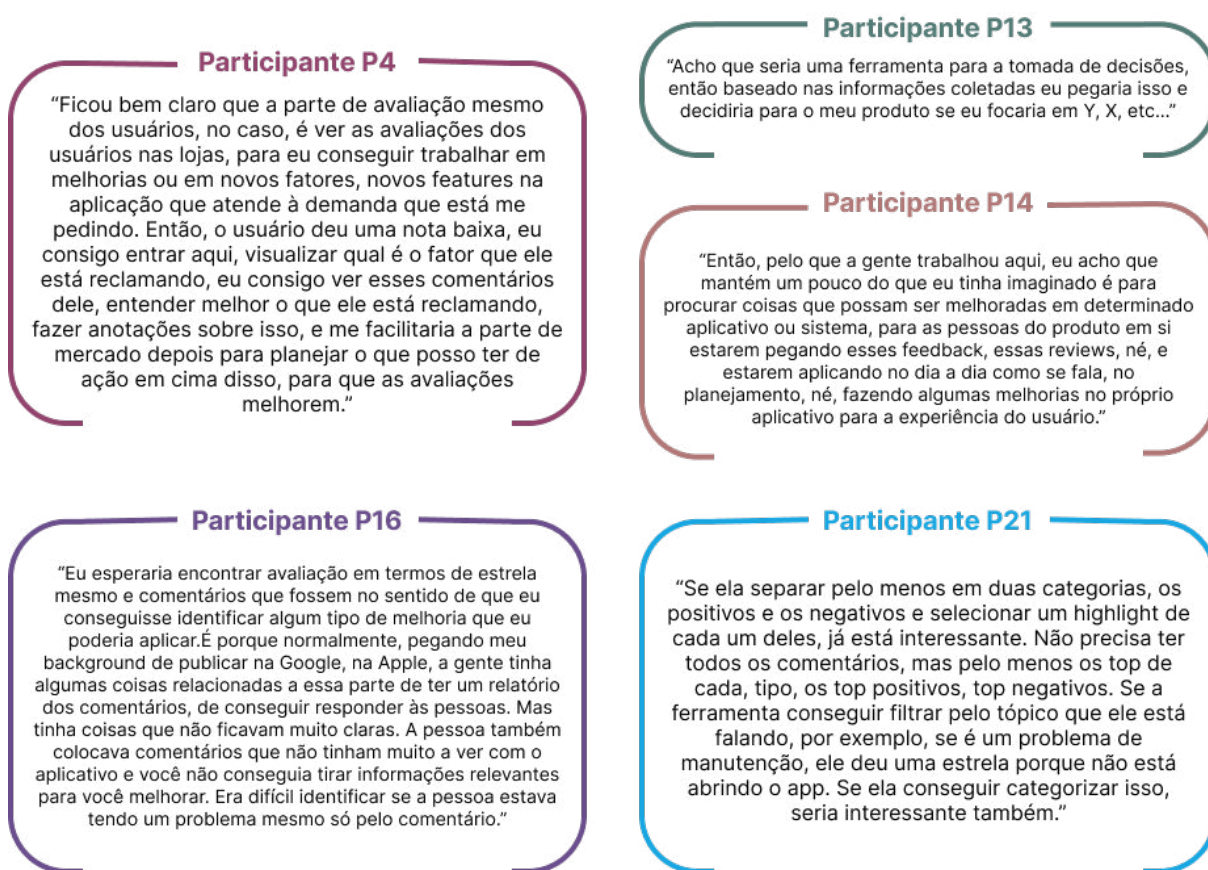 Participante P4
“Ficou bem claro que a parte de avaliação mesmo
dos usuários, no caso, é ver as avaliações dos
usuários nas lojas, para eu conseguir trabalhar em
melhorias ou em novos fatores, novos features na
aplicação que atende à demanda que está me
pedindo. Então, o usuário deu uma nota baixa, eu
consigo entrar aqui, visualizar qual é o fator que ele
está reclamando, eu consigo ver esses comentários
dele, entender melhor o que ele está reclamando,
fazer anotações sobre isso, e me facilitaria a parte de
mercado depois para planejar o que posso ter de
ação em cima disso, para que as avaliações
melhorem.”
Participante P13
“Acho que seria uma ferramenta para a tomada de decisões,
então baseado nas informações coletadas eu pegaria isso e
decidiria para o meu produto se eu focaria em Y, X, etc...”
Participante P14
“Então, pelo que a gente trabalhou aqui, eu acho que
mantém um pouco do que eu tinha imaginado é para
procurar coisas que possam ser melhoradas em determinado
aplicativo ou sistema, para as pessoas do produto em si
estarem pegando esses feedback, essas reviews, né, e
estarem aplicando no dia a dia como se fala, no
planejamento, né, fazendo algumas melhorias no próprio
aplicativo para a experiência do usuário.”
Participante P16
“Eu esperaria encontrar avaliação em termos de estrela
mesmo e comentários que fossem no sentido de que eu
conseguisse identificar algum tipo de melhoria que eu
poderia aplicar.É porque normalmente, pegando meu
background de publicar na Google, na Apple, a gente tinha
algumas coisas relacionadas a essa parte de ter um relatório
dos comentários, de conseguir responder às pessoas. Mas
tinha coisas que não ficavam muito claras. A pessoa também
colocava comentários que não tinham muito a ver com o
aplicativo e você não conseguia tirar informações relevantes
para você melhorar. Era difícil identificar se a pessoa estava
tendo um problema mesmo só pelo comentário.”
Participante P21
“Se ela separar pelo menos em duas categorias, os
positivos e os negativos e selecionar um highlight de
cada um deles, já está interessante. Não precisa ter
todos os comentários, mas pelo menos os top de
cada, tipo, os top positivos, top negativos. Se a
ferramenta conseguir filtrar pelo tópico que ele está
falando, por exemplo, se é um problema de
manutenção, ele deu uma estrela porque não está
abrindo o app. Se ela conseguir categorizar isso,
seria interessante também.”